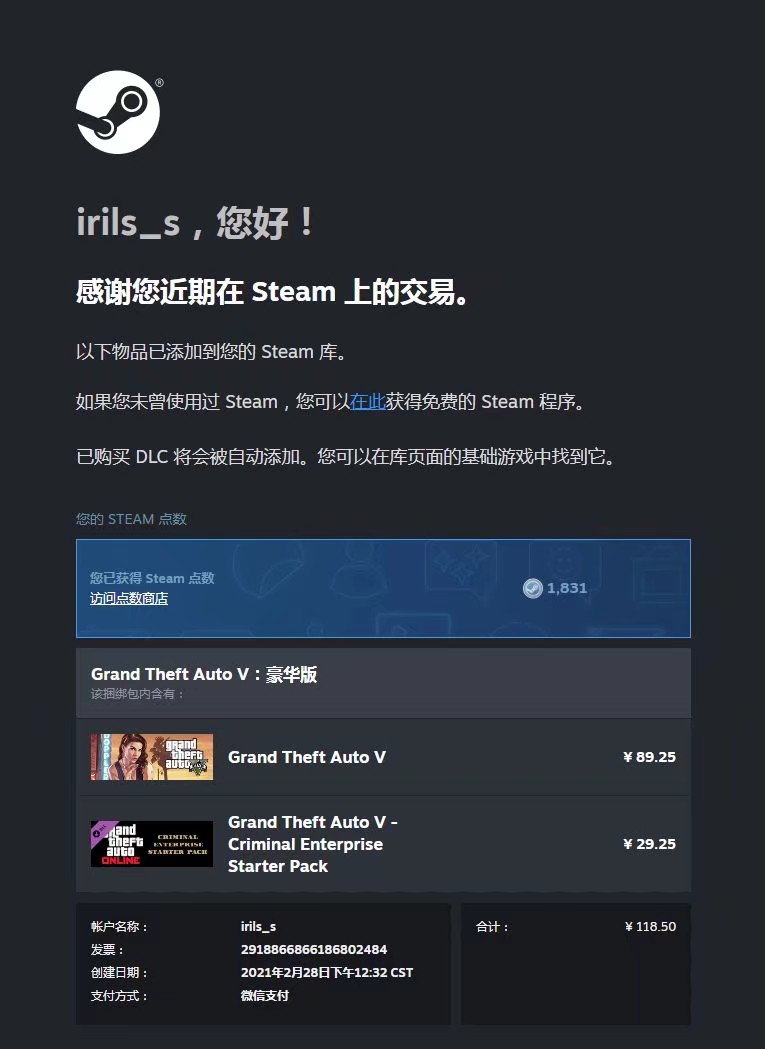 ®
irils_s，您好！
感谢您近期在 Steam 上的交易。
以下物品已添加到您的 Steam 库。
如果您未曾使用过 Steam，您可以在此获得免费的 Steam 程序。
已购买 DLC 将会被自动添加。您可以在库页面的基础游戏中找到它。
您的 STEAM 点数
您已获得 Steam 点数
访问点数商店
1,831
Grand Theft Auto V：豪华版
该捆绑包内含有：
grand
theft
auto
Grand Theft Auto V
¥ 89.25
DLC
grand
theft
auto
ONLINE
CRIMINAL
ENTERPRISE
STARTER PACK
Grand Theft Auto V -
Criminal Enterprise
Starter Pack
¥ 29.25
帐户名称： irils_s
发票： 2918866866186802484
创建日期： 2021年2月28日下午12:32 CST
支付方式： 微信支付
合计： ¥ 118.50